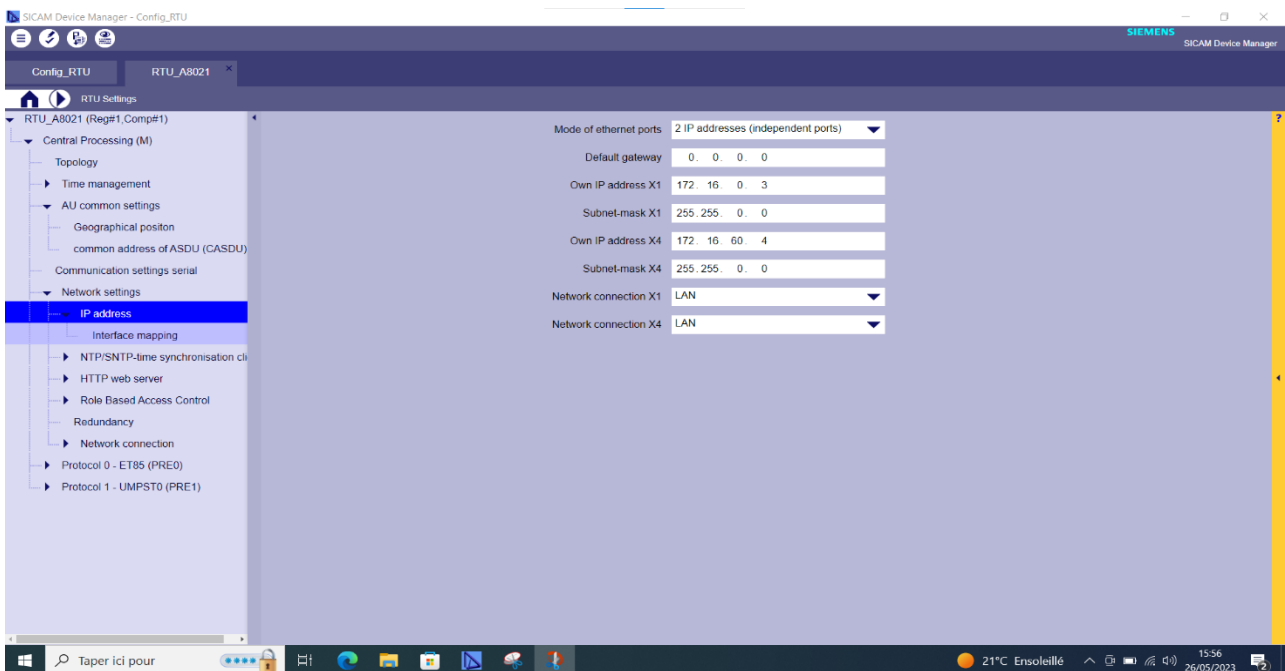 SICAM Device Manager - Config_RTU
SIEMENS
SICAM Device Manager
Config_RTU RTU_A8021 ×
RTU Settings
RTU_A8021 (Reg#1,Comp#1)
Central Processing (M)
Topology
Time management
AU common settings
Geographical positon
common address of ASDU (CASDU)
Communication settings serial
Network settings
IP address
Interface mapping
NTP/SNTP-time synchronisation cli
HTTP web server
Role Based Access Control
Redundancy
Network connection
Protocol 0 - ET85 (PRE0)
Protocol 1 - UMPST0 (PRE1)
Mode of ethernet ports 2 IP addresses (independent ports)
Default gateway 0. 0. 0. 0
Own IP address X1 172. 16. 0. 3
Subnet-mask X1 255.255. 0. 0
Own IP address X4 172. 16. 60. 4
Subnet-mask X4 255.255. 0. 0
Network connection X1 LAN
Network connection X4 LAN
?
Taper ici pour
21°C Ensoleillé
15:56
26/05/2023